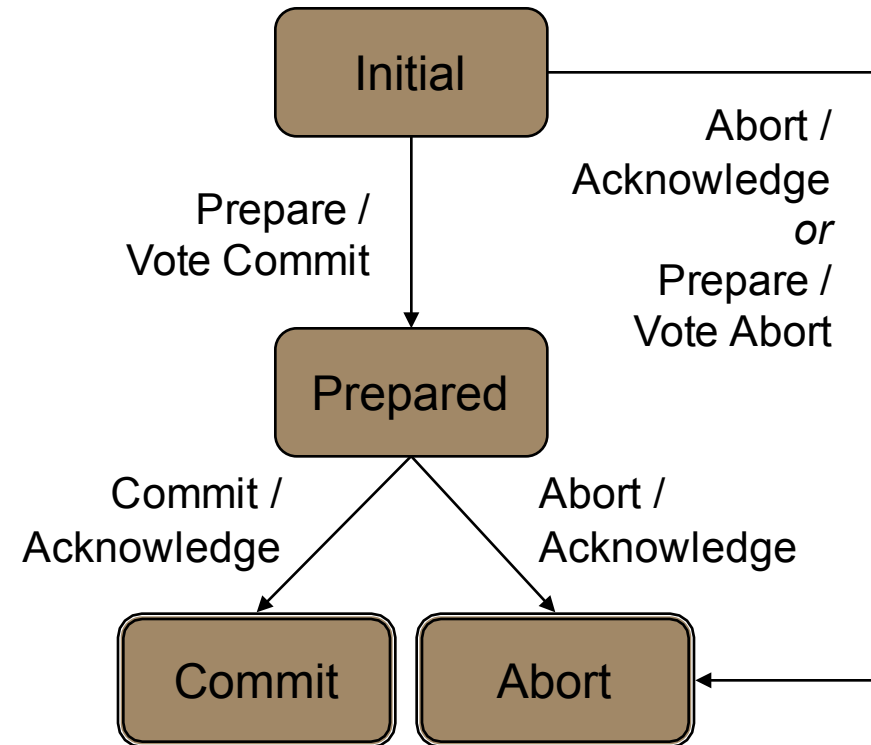 Initial
Abort /
Acknowledge
or
Prepare /
Vote Abort
Prepare /
Vote Commit
Prepared
Commit /
Acknowledge
Abort /
Acknowledge
Commit
Abort